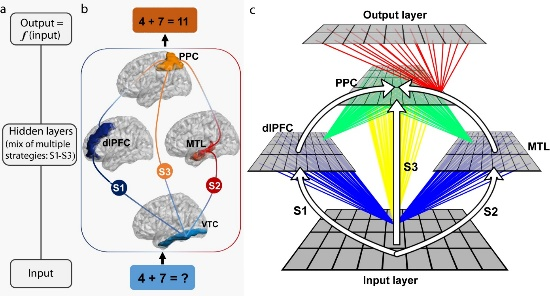 a
Output =
f (input)
Hidden layers
(mix of multiple
strategies: S1-S3)
Input
b
4 + 7 = 11
PPC
dlPFC
MTL
S3
S1
S2
VTC
4 + 7 = ?
c
Output layer
PPC
dlPFC
MTL
S3
S1
S2
Input layer